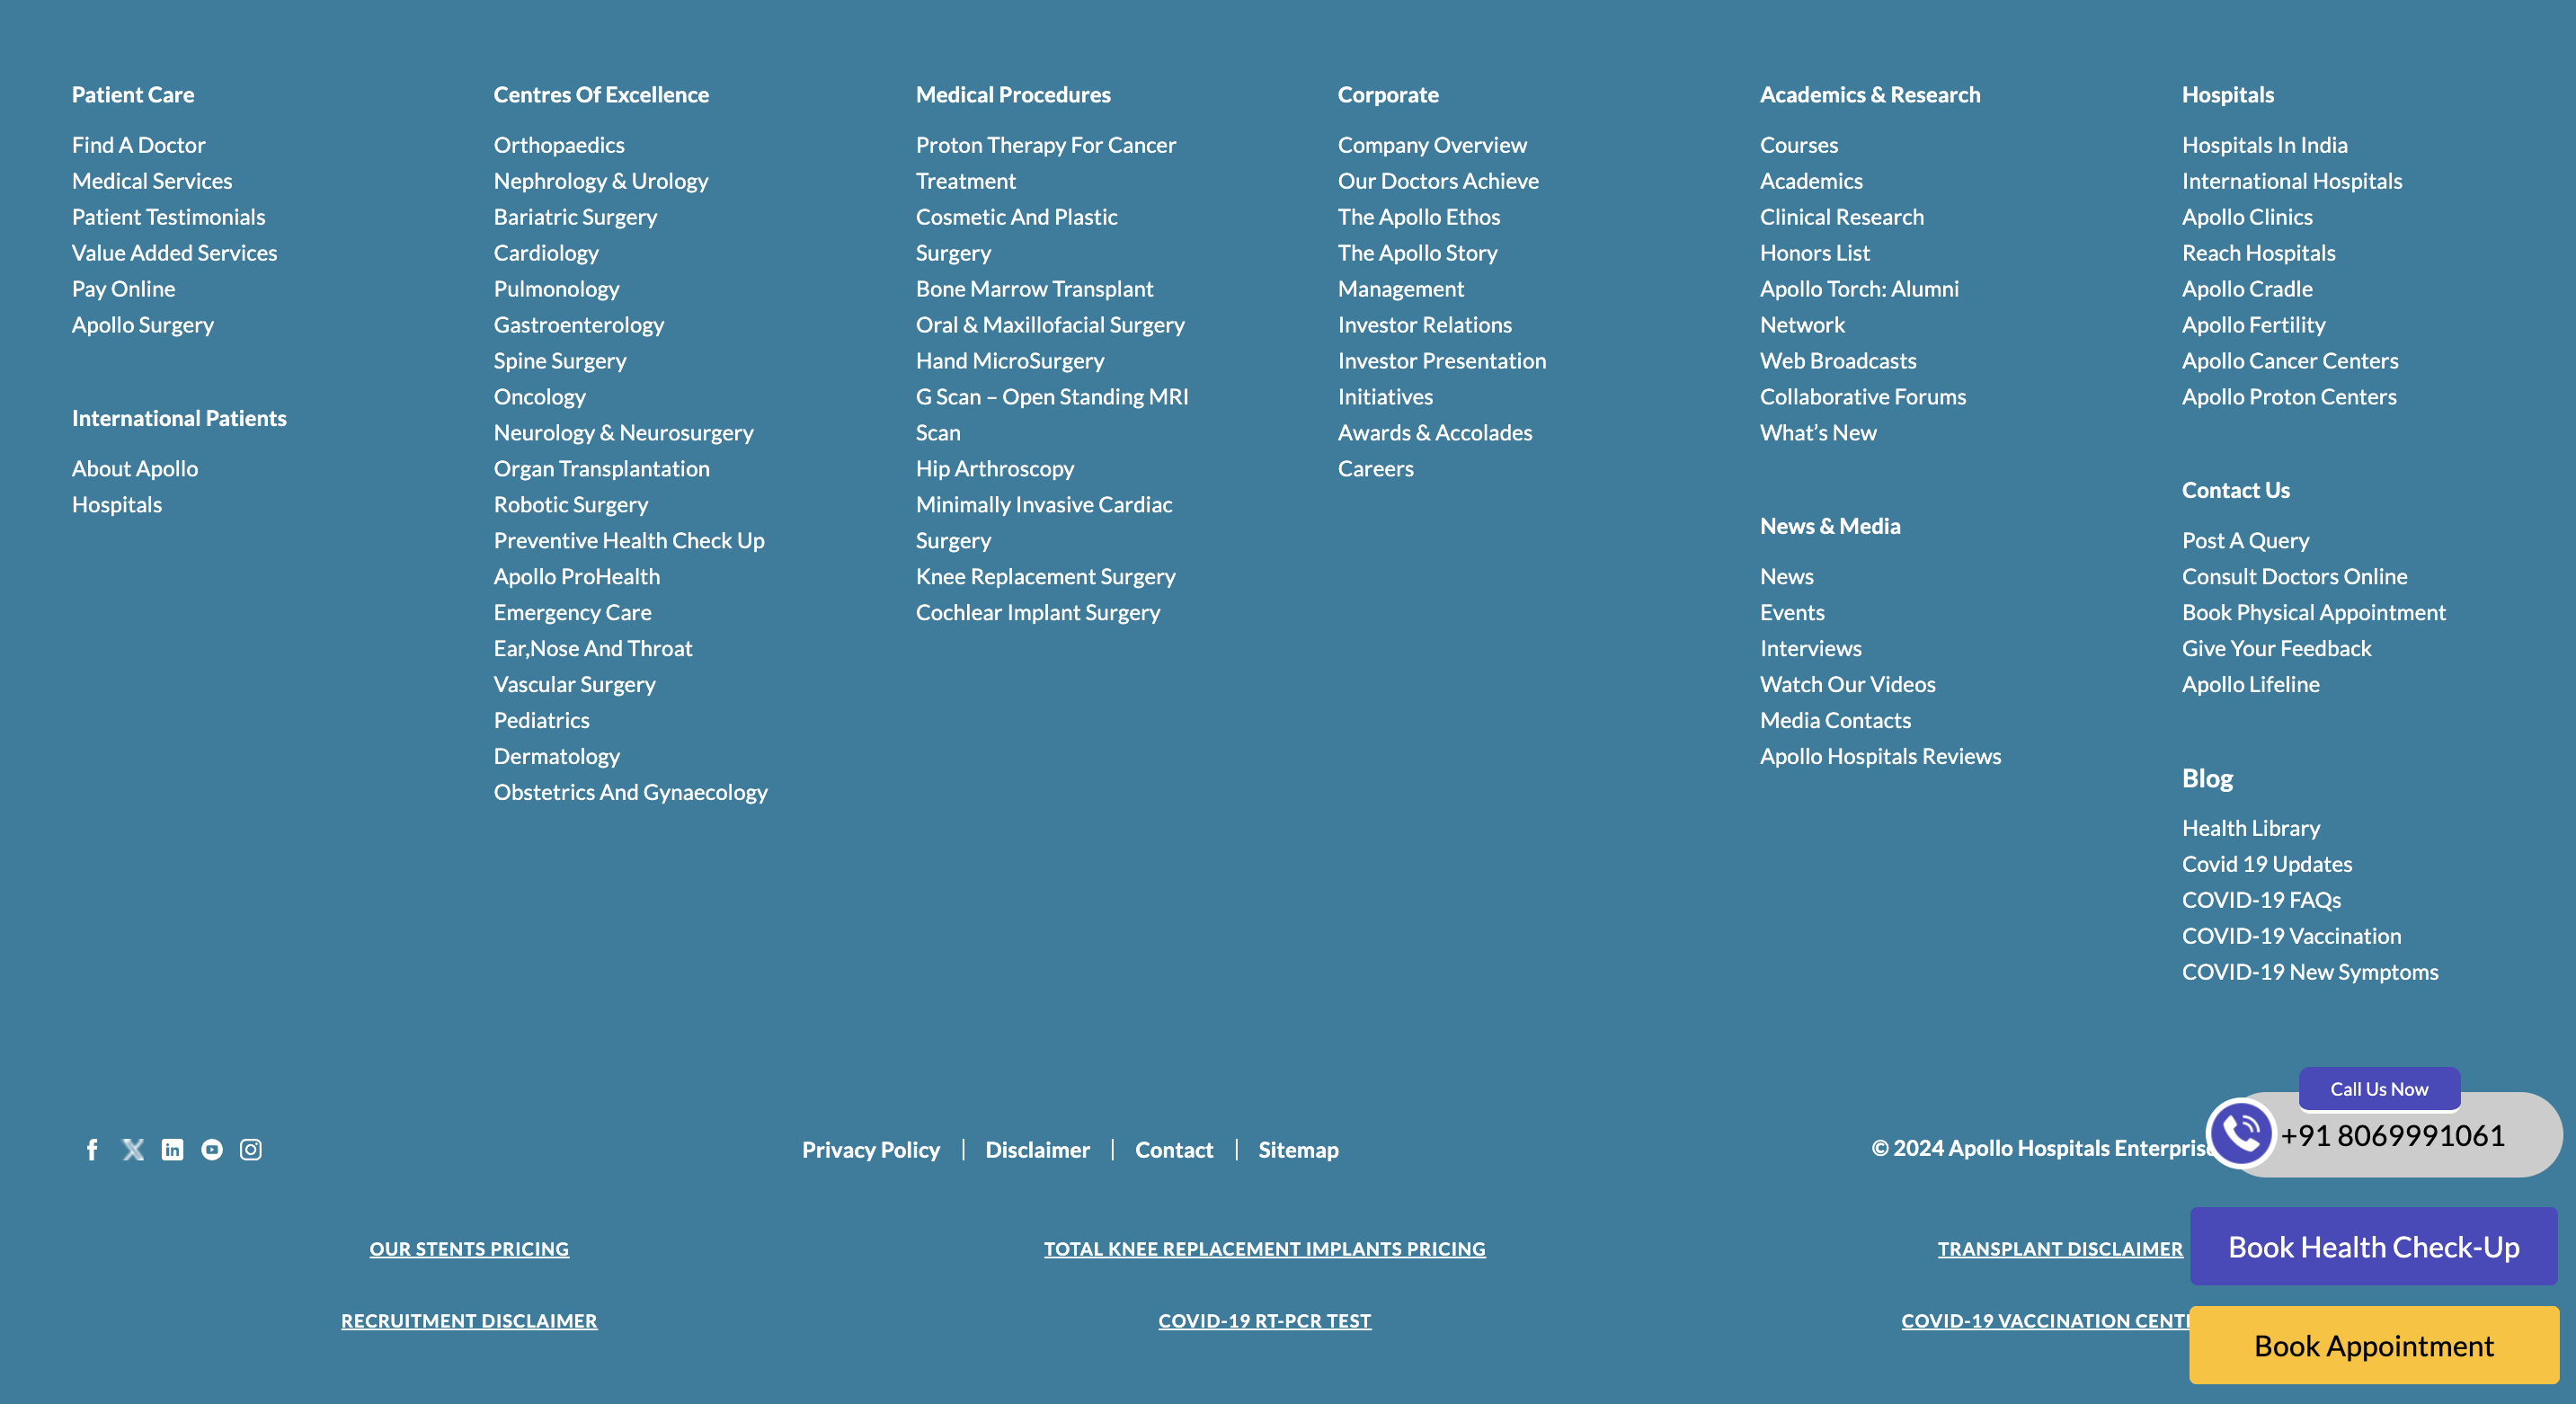 Patient Care
Find A Doctor
Medical Services
Patient Testimonials
Value Added Services
Pay Online
Apollo Surgery
International Patients
About Apollo
Hospitals
Centres Of Excellence
Orthopaedics
Nephrology & Urology
Bariatric Surgery
Cardiology
Pulmonology
Gastroenterology
Spine Surgery
Oncology
Neurology & Neurosurgery
Organ Transplantation
Robotic Surgery
Preventive Health Check Up
Apollo ProHealth
Emergency Care
Ear,Nose And Throat
Vascular Surgery
Pediatrics
Dermatology
Obstetrics And Gynaecology
Medical Procedures
Proton Therapy For Cancer
Treatment
Cosmetic And Plastic
Surgery
Bone Marrow Transplant
Oral & Maxillofacial Surgery
Hand MicroSurgery
G Scan – Open Standing MRI
Scan
Hip Arthroscopy
Minimally Invasive Cardiac
Surgery
Knee Replacement Surgery
Cochlear Implant Surgery
Corporate
Company Overview
Our Doctors Achieve
The Apollo Ethos
The Apollo Story
Management
Investor Relations
Investor Presentation
Initiatives
Awards & Accolades
Careers
Academics & Research
Courses
Academics
Clinical Research
Honors List
Apollo Torch: Alumni
Network
Web Broadcasts
Collaborative Forums
What's New
News & Media
News
Events
Interviews
Watch Our Videos
Media Contacts
Apollo Hospitals Reviews
Hospitals
Hospitals In India
International Hospitals
Apollo Clinics
Reach Hospitals
Apollo Cradle
Apollo Fertility
Apollo Cancer Centers
Apollo Proton Centers
Contact Us
Post A Query
Consult Doctors Online
Book Physical Appointment
Give Your Feedback
Apollo Lifeline
Blog
Health Library
Covid 19 Updates
COVID-19 FAQs
COVID-19 Vaccination
COVID-19 New Symptoms
Privacy Policy | Disclaimer | Contact | Sitemap
© 2024 Apollo Hospitals
Call Us Now
+91 8069991061
OUR STENTS PRICING
TOTAL KNEE REPLACEMENT IMPLANTS PRICING
TRANSPLANT DISCLAIMER
Book Health Check-Up
RECRUITMENT DISCLAIMER
COVID-19 RT-PCR TEST
COVID-19 VACCINATION
Book Appointment